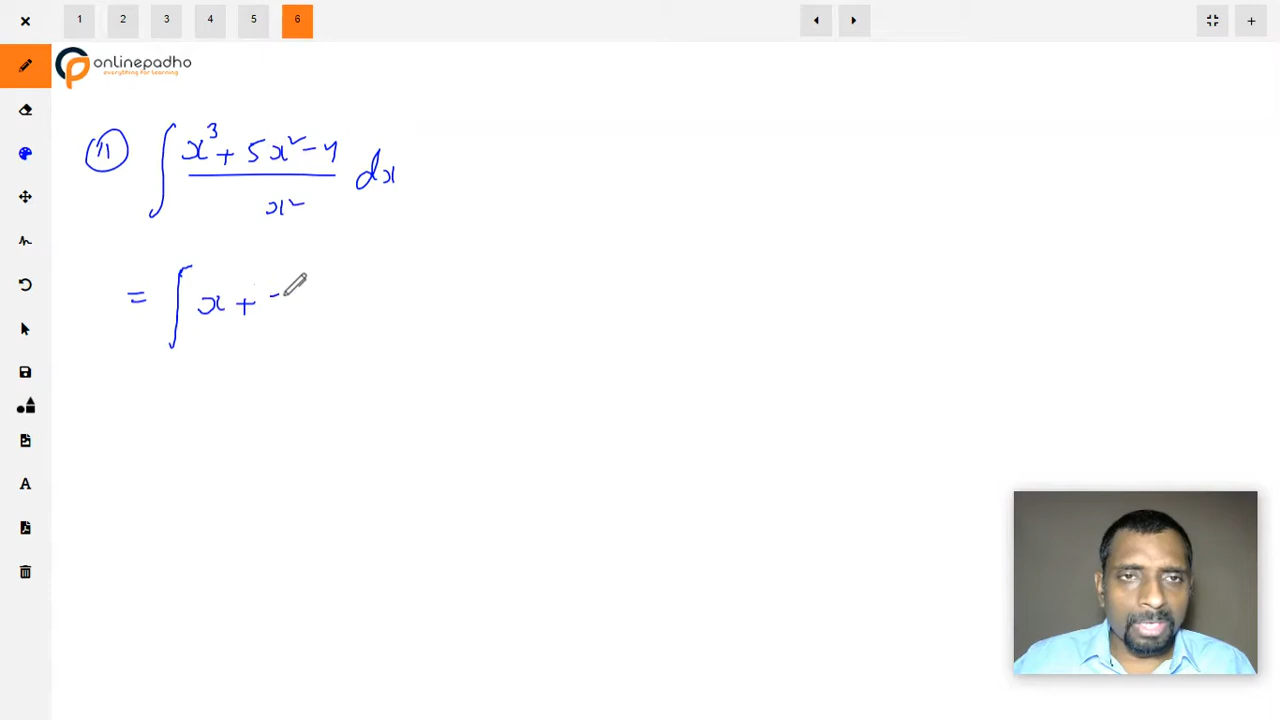 1 2 3 4 5 6
onlinepadho
everything for learning
11 ∫ x³ + 5x² - 4 / x² dx
= ∫ x + -
A